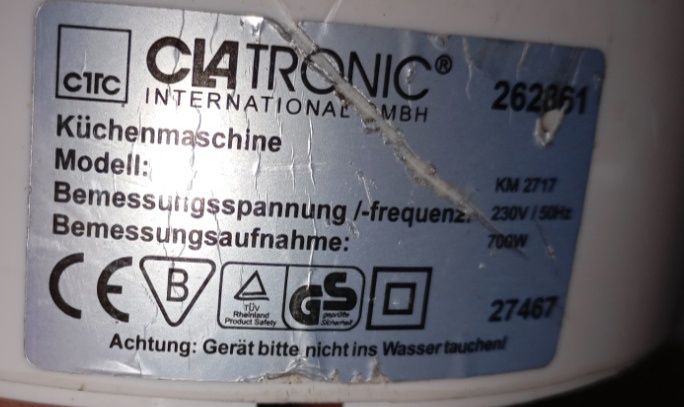 CTC
CLATRONIC®
INTERNATIONAL GMBH
262861
Küchenmaschine
Modell: KM 2717
Bemessungsspannung /-frequenz: 230V / 50Hz
Bemessungsaufnahme: 700W
CE B TÜV Rheinland Product Safety GS geprüfte Sicherheit
27467
Achtung: Gerät bitte nicht ins Wasser tauchen!